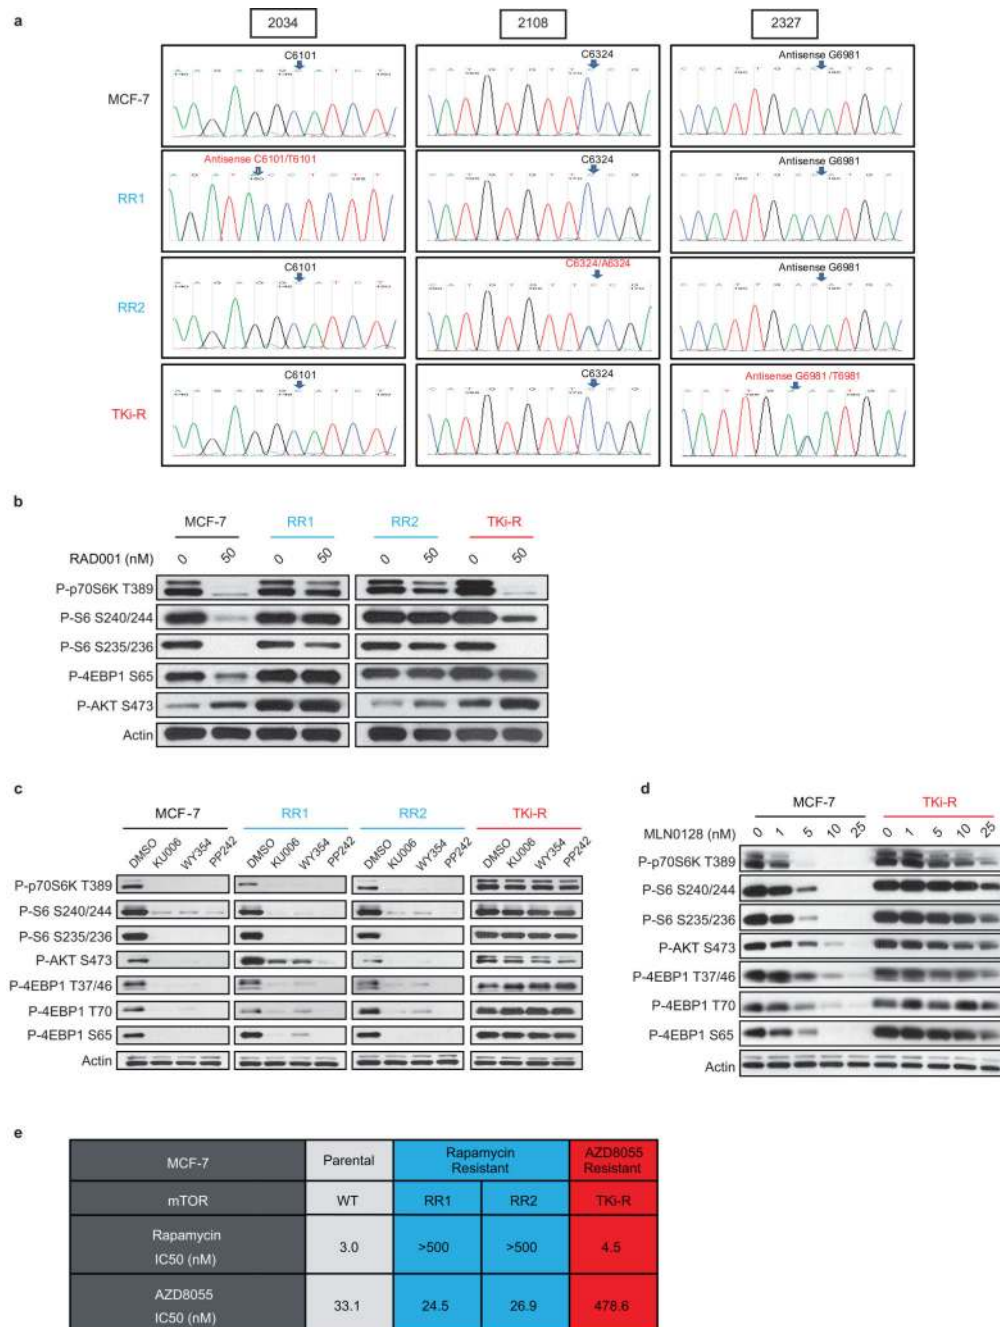 a
2034 2108 2327
C6101 C6324 Antisense G6981
MCF-7
Antisense C6101/T6101 C6324 Antisense G6981
RR1
C6101 C6324/A6324 Antisense G6981
RR2
C6101 C6324 Antisense G6981/T6981
TKi-R
b
MCF-7 RR1 RR2 TKi-R
RAD001 (nM) 0 50 0 50 0 50 0 50
P-p70S6K T389
P-S6 S240/244
P-S6 S235/236
P-4EBP1 S65
P-AKT S473
Actin
c
MCF-7 RR1 RR2 TKi-R
DMSO KU006 WY354 PP242 DMSO KU006 WY354 PP242 DMSO KU006 WY354 PP242 DMSO KU006 WY354 PP242
P-p70S6K T389
P-S6 S240/244
P-S6 S235/236
P-AKT S473
P-4EBP1 T37/46
P-4EBP1 T70
P-4EBP1 S65
Actin
d
MCF-7 TKi-R
MLN0128 (nM) 0 1 5 10 25 0 1 5 10 25
P-p70S6K T389
P-S6 S240/244
P-S6 S235/236
P-AKT S473
P-4EBP1 T37/46
P-4EBP1 T70
P-4EBP1 S65
Actin
e
MCF-7 Parental Rapamycin Resistant AZD8055 Resistant
mTOR WT RR1 RR2 TKi-R
Rapamycin IC50 (nM) 3.0 >500 >500 4.5
AZD8055 IC50 (nM) 33.1 24.5 26.9 478.6